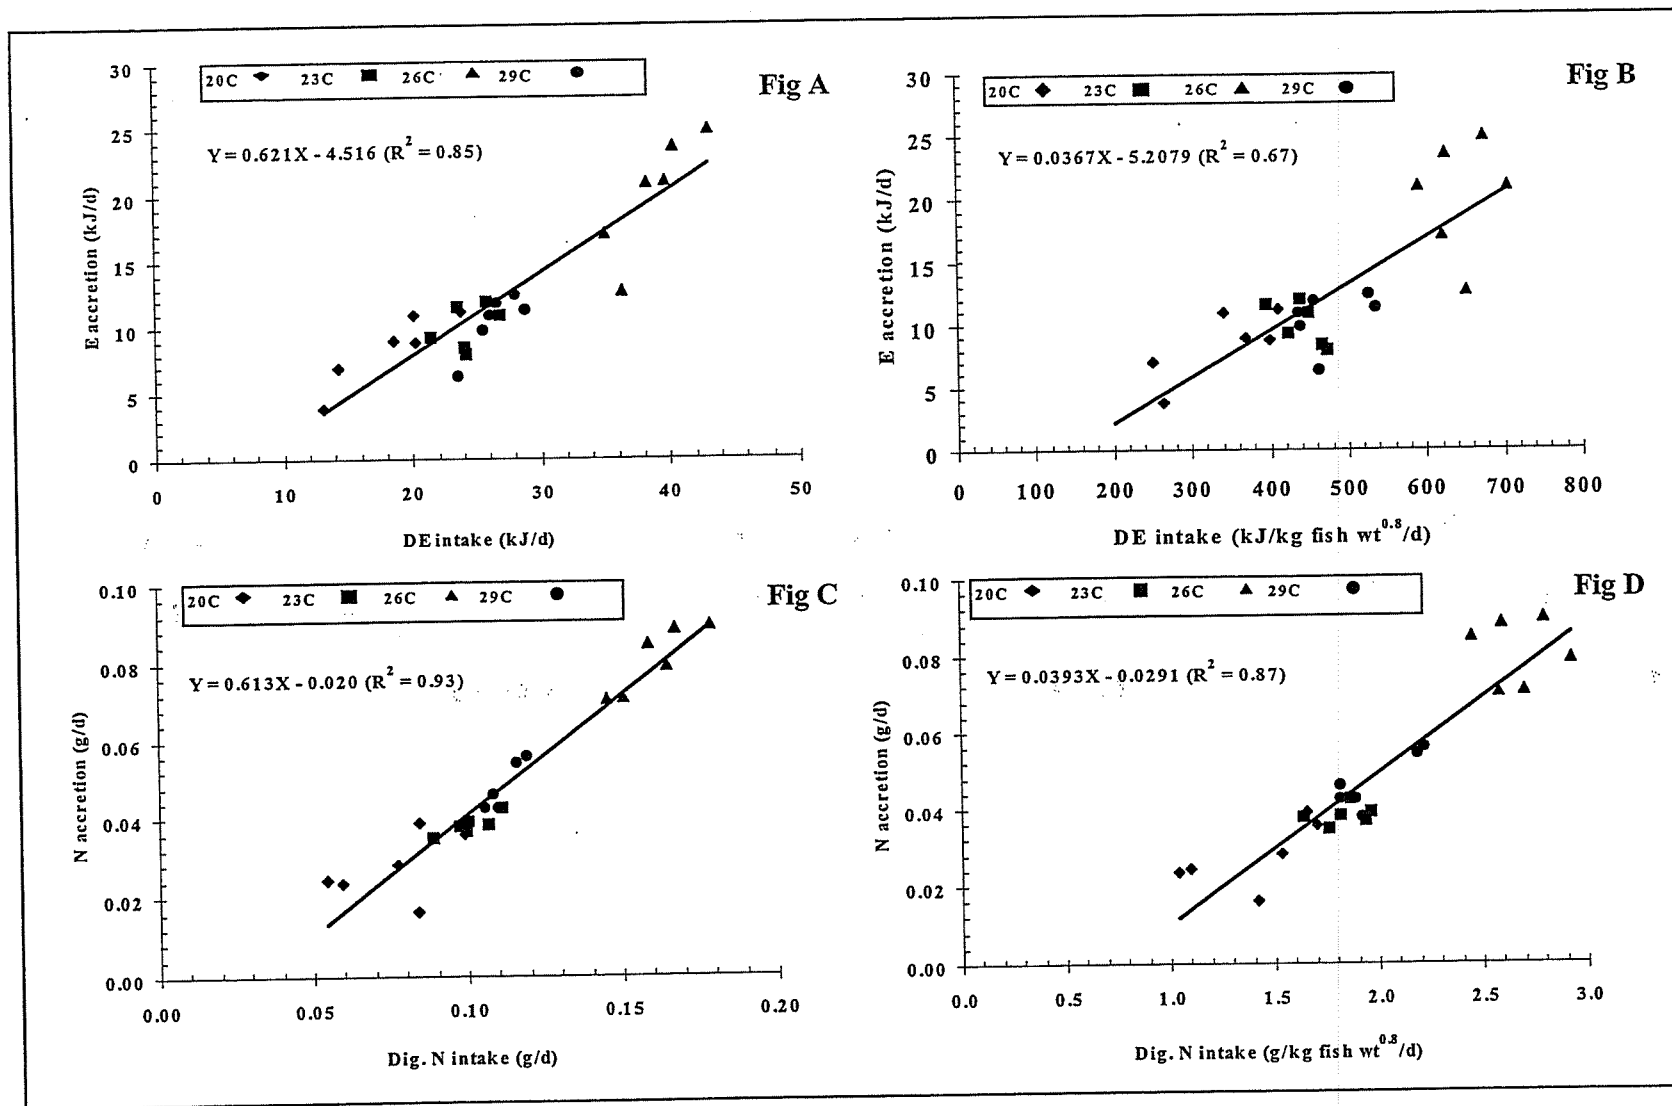 Fig A
20C 23C 26C 29C
Y = 0.621X - 4.516 (R² = 0.85)
E accretion (kJ/d)
30
25
20
15
10
5
0
0 10 20 30 40 50
DE intake (kJ/d)
Fig B
20C 23C 26C 29C
Y = 0.0367X - 5.2079 (R² = 0.67)
E accretion (kJ/d)
30
25
20
15
10
5
0
0 100 200 300 400 500 600 700 800
DE intake (kJ/kg fish wt^0.8/d)
Fig C
20C 23C 26C 29C
Y = 0.613X - 0.020 (R² = 0.93)
N accretion (g/d)
0.10
0.08
0.06
0.04
0.02
0.00
0.00 0.05 0.10 0.15 0.20
Dig. N intake (g/d)
Fig D
20C 23C 26C 29C
Y = 0.0393X - 0.0291 (R² = 0.87)
N accretion (g/d)
0.10
0.08
0.06
0.04
0.02
0.00
0.0 0.5 1.0 1.5 2.0 2.5 3.0
Dig. N intake (g/kg fish wt^0.8/d)